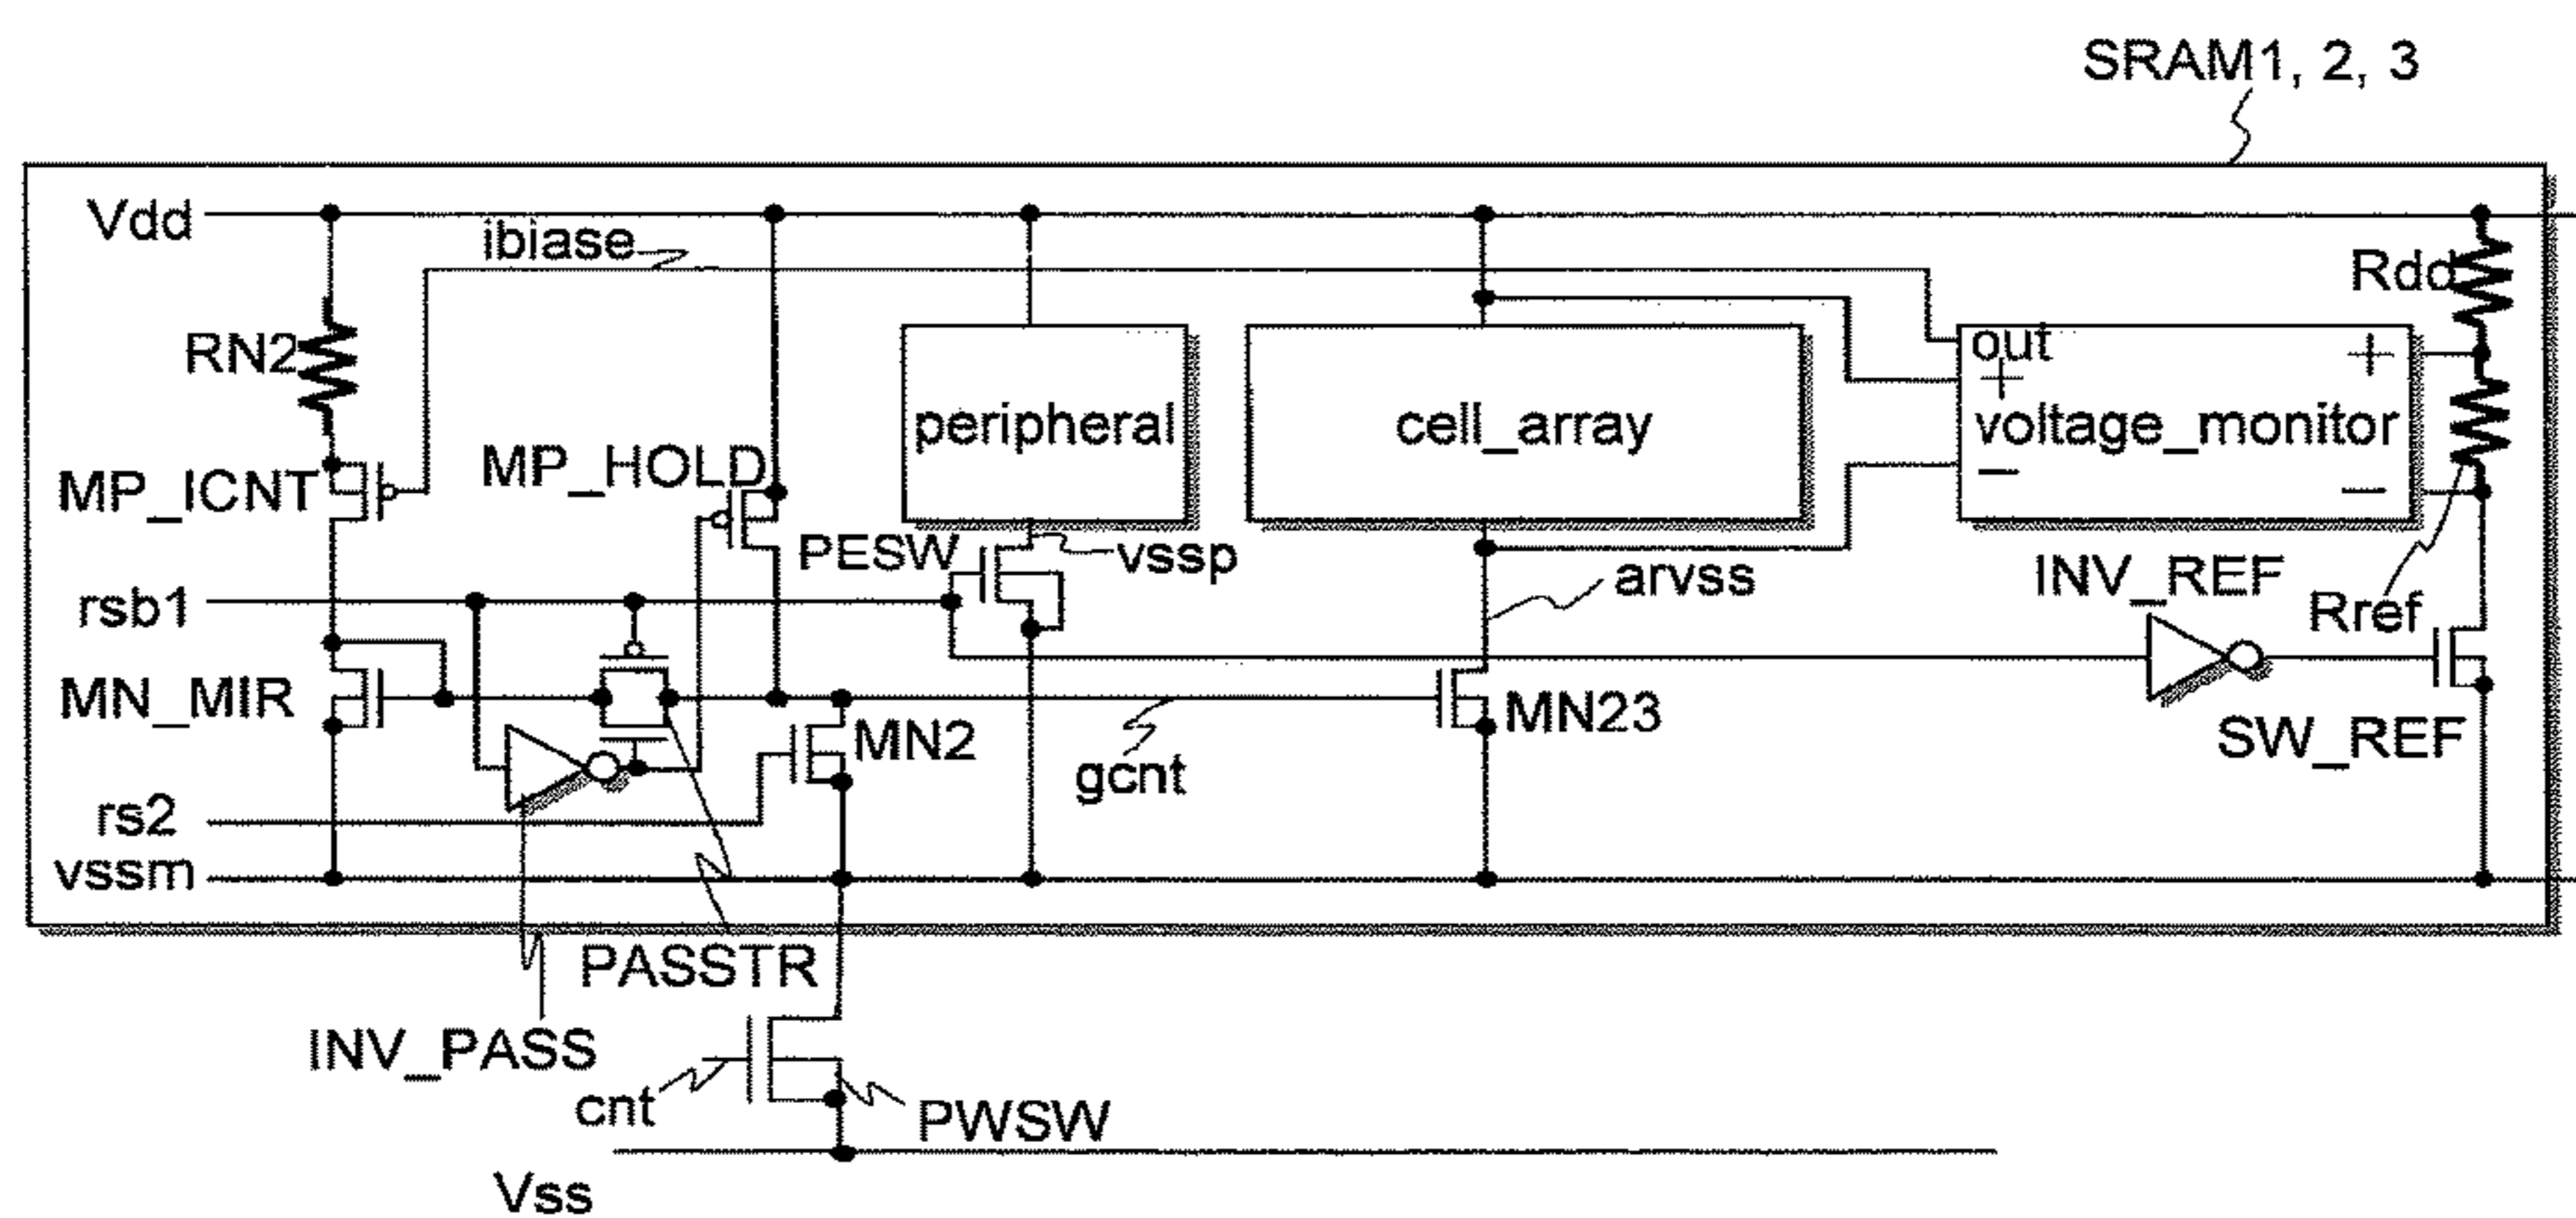 SRAM1, 2, 3
Vdd
ibiase
Rdd
RN2
out
+
+
peripheral
cell_array
voltage_monitor
MP_ICNT
MP_HOLD
−
−
PESW
vssp
arvss
INV_REF
Rref
rsb1
MN_MIR
MN2
MN23
SW_REF
gcnt
rs2
vssm
PASSTR
INV_PASS
cnt
PWSW
Vss